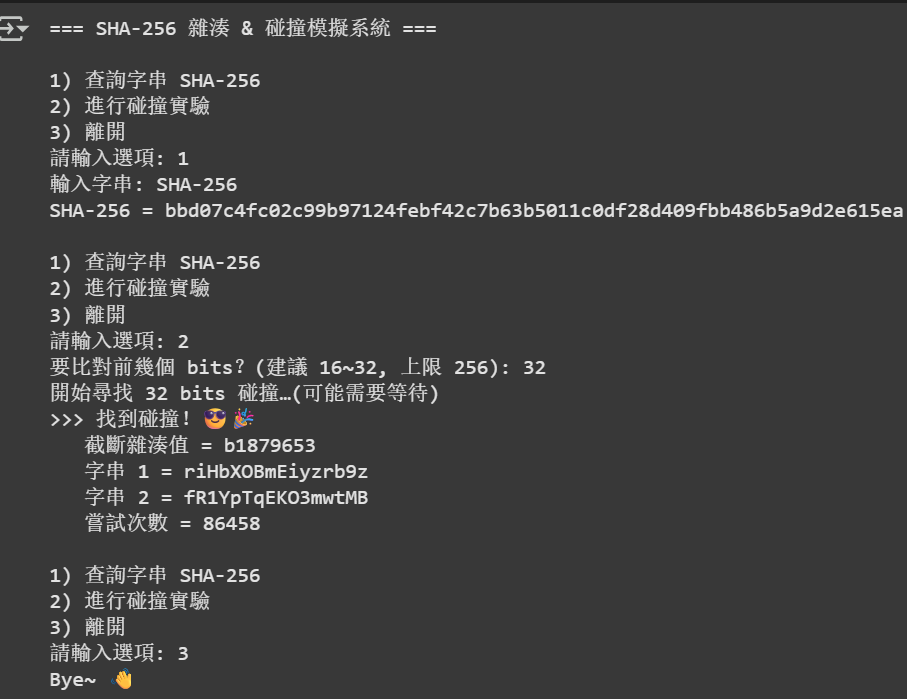 === SHA-256 雜湊 & 碰撞模擬系統 ===
1) 查詢字串 SHA-256
2) 進行碰撞實驗
3) 離開
請輸入選項: 1
輸入字串: SHA-256
SHA-256 = bbd07c4fc02c99b97124febf42c7b63b5011c0df28d409fbb486b5a9d2e615ea
1) 查詢字串 SHA-256
2) 進行碰撞實驗
3) 離開
請輸入選項: 2
要比對前幾個 bits？(建議 16~32, 上限 256): 32
開始尋找 32 bits 碰撞…(可能需要等待)
>>> 找到碰撞！😎🎉
截斷雜湊值 = b1879653
字串 1 = riHbXOBmEiyzrb9z
字串 2 = fR1YpTqEKO3mwtMB
嘗試次數 = 86458
1) 查詢字串 SHA-256
2) 進行碰撞實驗
3) 離開
請輸入選項: 3
Bye~ 👋